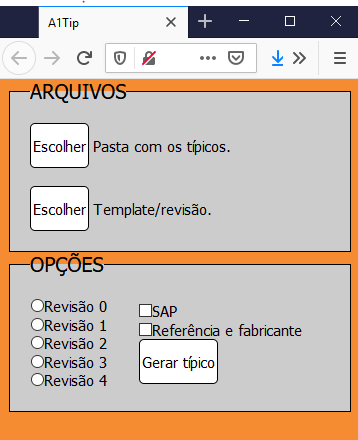 A1Tip
ARQUIVOS
Escolher Pasta com os típicos.
Escolher Template/revisão.
OPÇÕES
Revisão 0
Revisão 1
Revisão 2
Revisão 3
Revisão 4
SAP
Referência e fabricante
Gerar típico